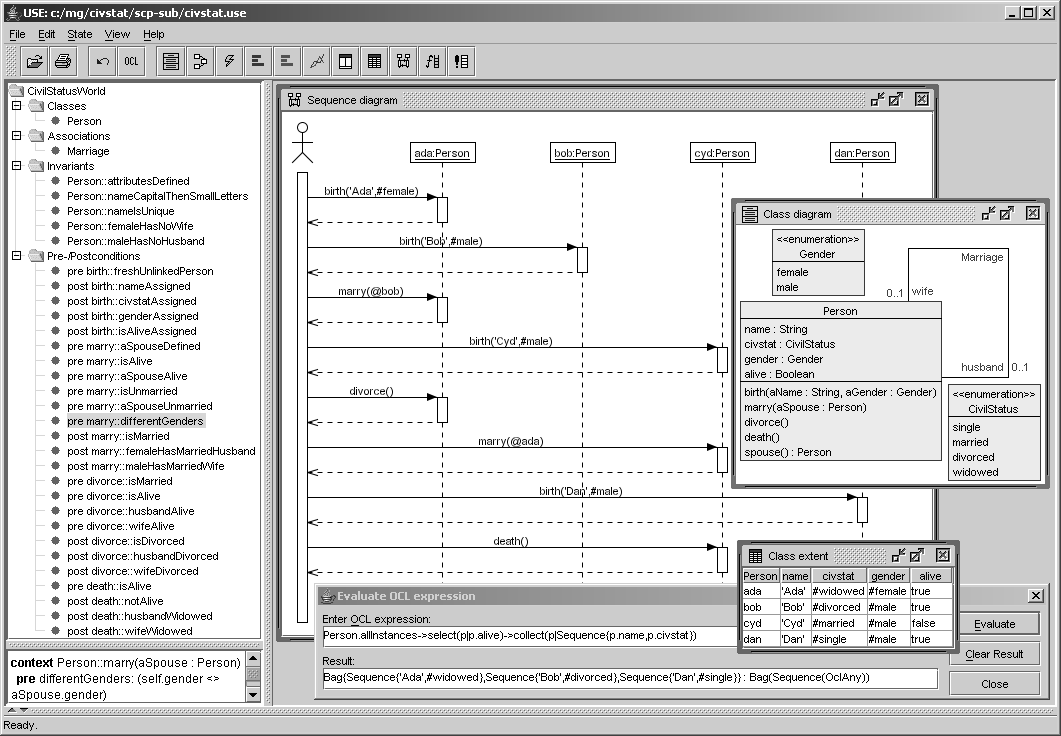 USE: c:/mg/civstat/scp-sub/civstat.use
File Edit State View Help
OCL
CivilStatusWorld
Classes
Person
Associations
Marriage
Invariants
Person::attributesDefined
Person::nameCapitalThenSmallLetters
Person::nameIsUnique
Person::femaleHasNoWife
Person::maleHasNoHusband
Pre-/Postconditions
pre birth::freshUnlinkedPerson
post birth::nameAssigned
post birth::civstatAssigned
post birth::genderAssigned
post birth::isAliveAssigned
pre marry::aSpouseDefined
pre marry::isAlive
pre marry::aSpouseAlive
pre marry::isUnmarried
pre marry::aSpouseUnmarried
pre marry::differentGenders
post marry::isMarried
post marry::femaleHasMarriedHusband
post marry::maleHasMarriedWife
pre divorce::isMarried
pre divorce::isAlive
pre divorce::husbandAlive
pre divorce::wifeAlive
post divorce::isDivorced
post divorce::husbandDivorced
post divorce::wifeDivorced
pre death::isAlive
post death::notAlive
post death::husbandWidowed
post death::wifeWidowed
context Person::marry(aSpouse : Person)
pre differentGenders: (self.gender <>
aSpouse.gender)
Sequence diagram
ada:Person bob:Person cyd:Person dan:Person
birth('Ada',#female)
birth('Bob',#male)
marry(@bob)
birth('Cyd',#male)
divorce()
marry(@ada)
birth('Dan',#male)
death()
Class diagram
<<enumeration>>
Gender
female
male
Marriage
0..1 wife
husband 0..1
Person
name : String
civstat : CivilStatus
gender : Gender
alive : Boolean
birth(aName : String, aGender : Gender)
marry(aSpouse : Person)
divorce()
death()
spouse() : Person
<<enumeration>>
CivilStatus
single
married
divorced
widowed
Class extent
Person name civstat gender alive
ada 'Ada' #widowed #female true
bob 'Bob' #divorced #male true
cyd 'Cyd' #married #male false
dan 'Dan' #single #male true
Evaluate OCL expression
Enter OCL expression:
Person.allInstances->select(p|p.alive)->collect(p|Sequence{p.name,p.civstat})
Result:
Bag{Sequence{'Ada',#widowed},Sequence{'Bob',#divorced},Sequence{'Dan',#single}} : Bag(Sequence(OclAny))
Evaluate
Clear Result
Close
Ready.